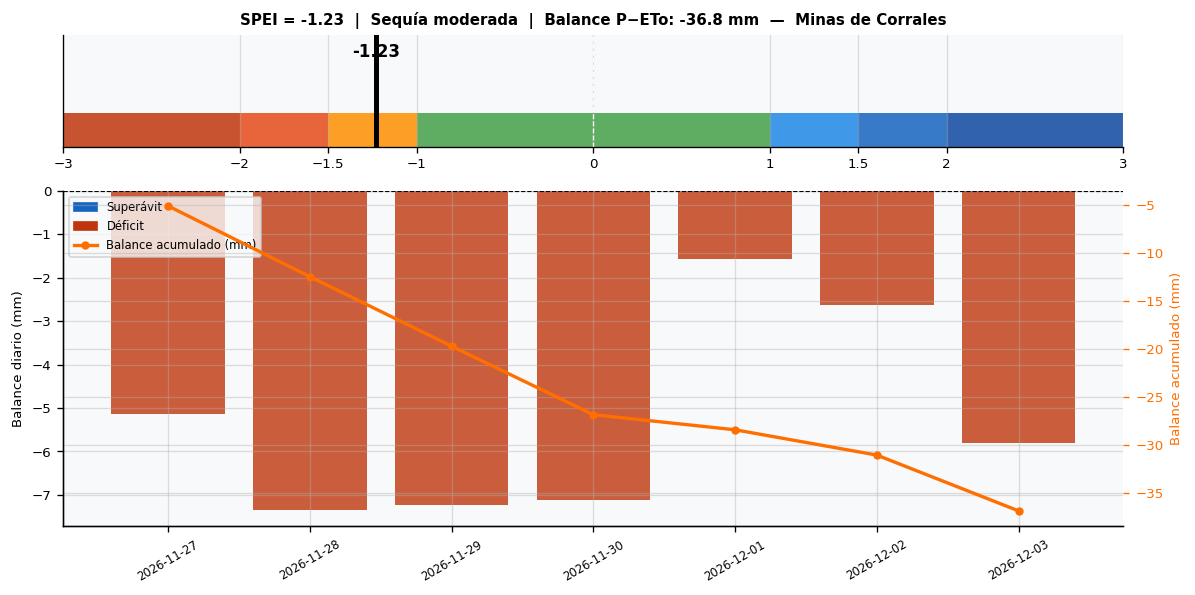 SPEI = -1.23  |  Sequía moderada  |  Balance P−ETo: -36.8 mm  —  Minas de Corrales
-1.23
−3 −2 −1.5 −1 0 1 1.5 2 3
Superávit
Déficit
Balance acumulado (mm)
Balance diario (mm)
0
−1
−2
−3
−4
−5
−6
−7
−5
−10
−15
−20
−25
−30
−35
Balance acumulado (mm)
2026-11-27 2026-11-28 2026-11-29 2026-11-30 2026-12-01 2026-12-02 2026-12-03